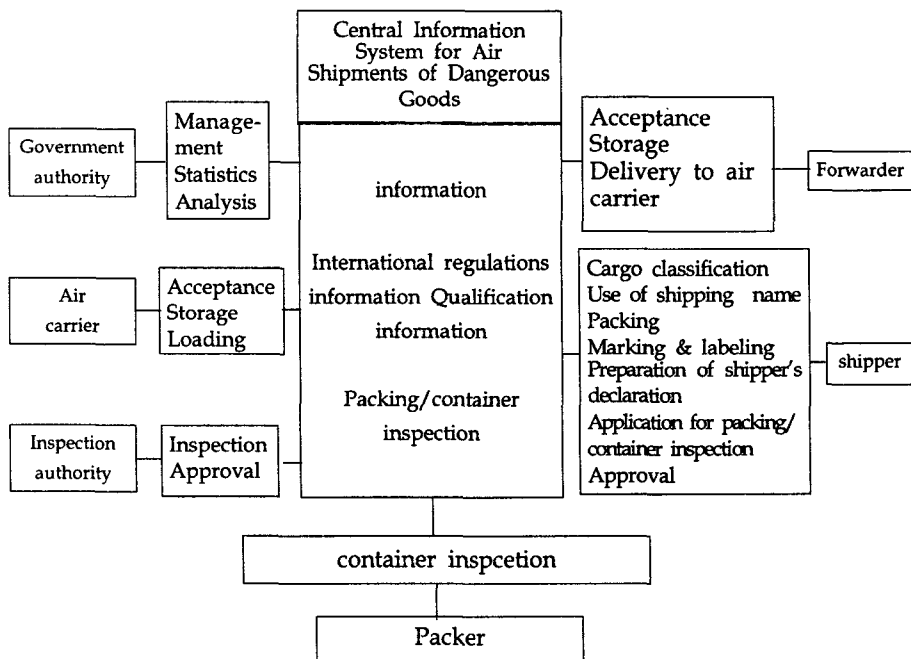 Central Information
System for Air
Shipments of Dangerous
Goods
Government
authority
Manage-
ment
Statistics
Analysis
information
Acceptance
Storage
Delivery to air
carrier
Forwarder
Air
carrier
Acceptance
Storage
Loading
International regulations
information Qualification
information
Cargo classification
Use of shipping name
Packing
Marking & labeling
Preparation of shipper's
declaration
Application for packing/
container inspection
Approval
shipper
Inspection
authority
Inspection
Approval
Packing/container
inspection
container inspcetion
Packer